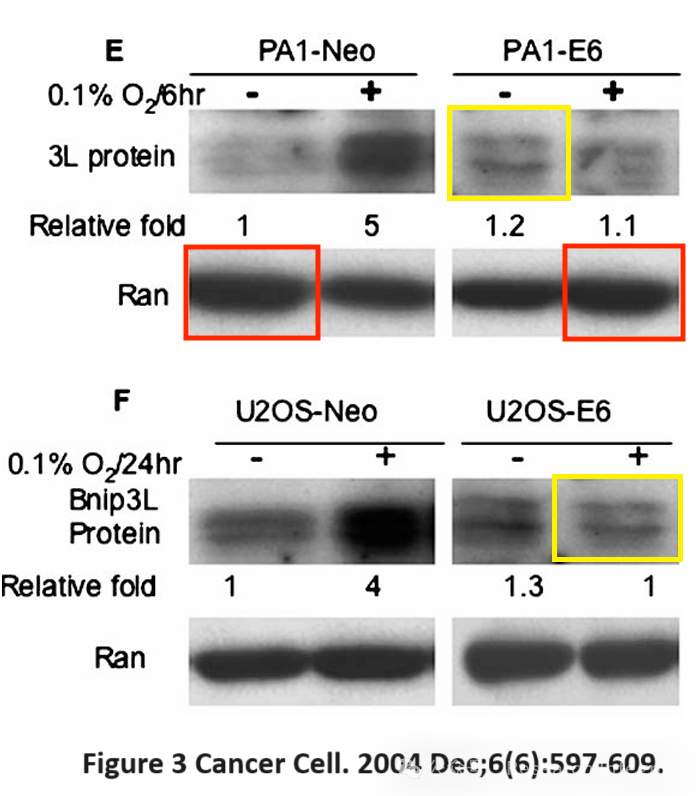 E PA1-Neo PA1-E6
0.1% O2/6hr - + - +
3L protein
Relative fold 1 5 1.2 1.1
Ran
F U2OS-Neo U2OS-E6
0.1% O2/24hr - + - +
Bnip3L
Protein
Relative fold 1 4 1.3 1
Ran
Figure 3 Cancer Cell. 2004 Dec;6(6):597-609.